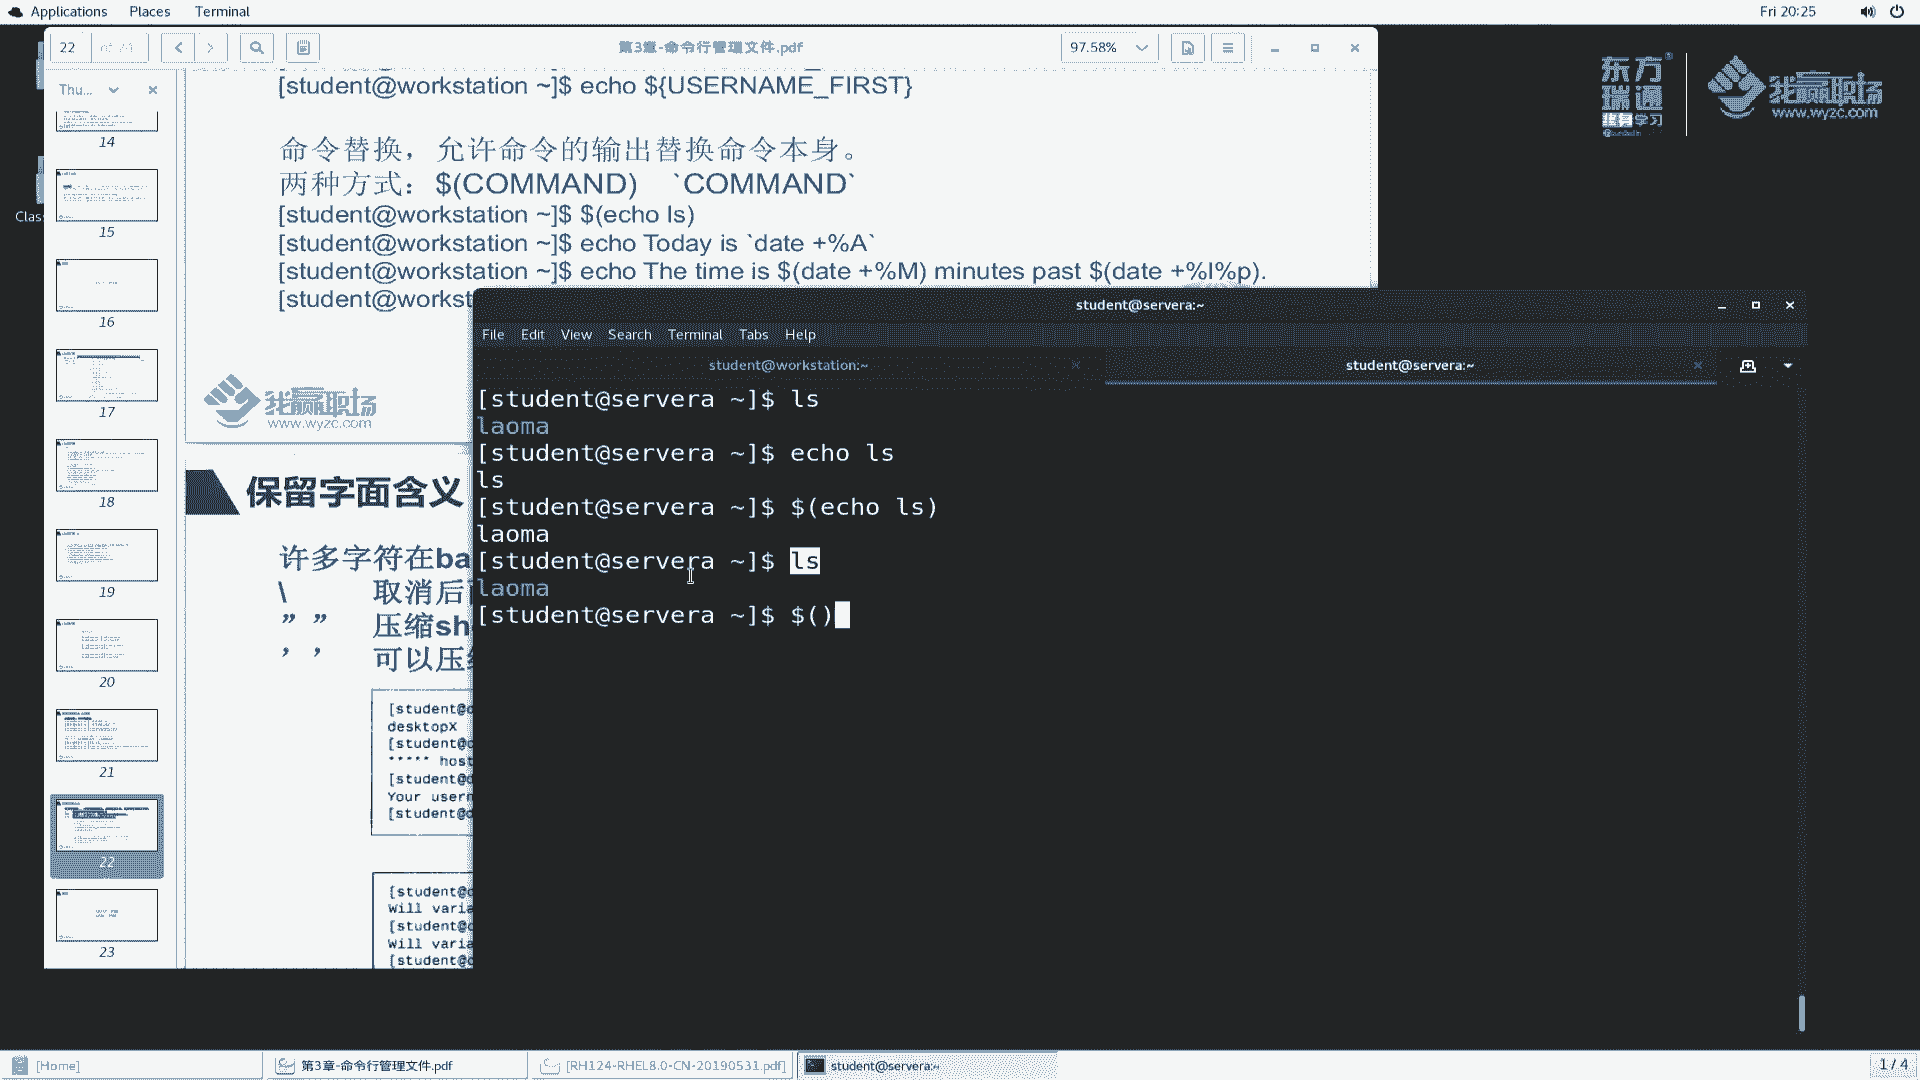 Applications Places Terminal
Fri 20:25
22 of 74
第3章-命令行管理文件.pdf
97.58%
Thu...
14
15
16
17
18
19
20
21
22
23
[student@workstation ~]$ echo ${USERNAME_FIRST}
命令替换，允许命令的输出替换命令本身。
两种方式：$(COMMAND) `COMMAND`
[student@workstation ~]$ $(echo ls)
[student@workstation ~]$ echo Today is `date +%A`
[student@workstation ~]$ echo The time is $(date +%M) minutes past $(date +%I%p).
[student@workst
我赢职场
www.wyzc.com
保留字面含义
许多字符在ba
\ 取消后
” ” 压缩sh
’ ’ 可以压
[student@d
desktopX
[student@d
***** host
[student@d
Your usern
[student@d
[student@d
Will varia
[student@d
Will varia
[student@d
student@servera:~
File Edit View Search Terminal Tabs Help
student@workstation:~
student@servera:~
[student@servera ~]$ ls
laoma
[student@servera ~]$ echo ls
ls
[student@servera ~]$ $(echo ls)
laoma
[student@servera ~]$ ls
laoma
[student@servera ~]$ $()
Clas
东方
瑞通
终身学习
我赢职场
www.wyzc.com
[Home]
第3章-命令行管理文件.pdf
[RH124-RHEL8.0-CN-20190531.pdf]
student@servera:~
1 / 4